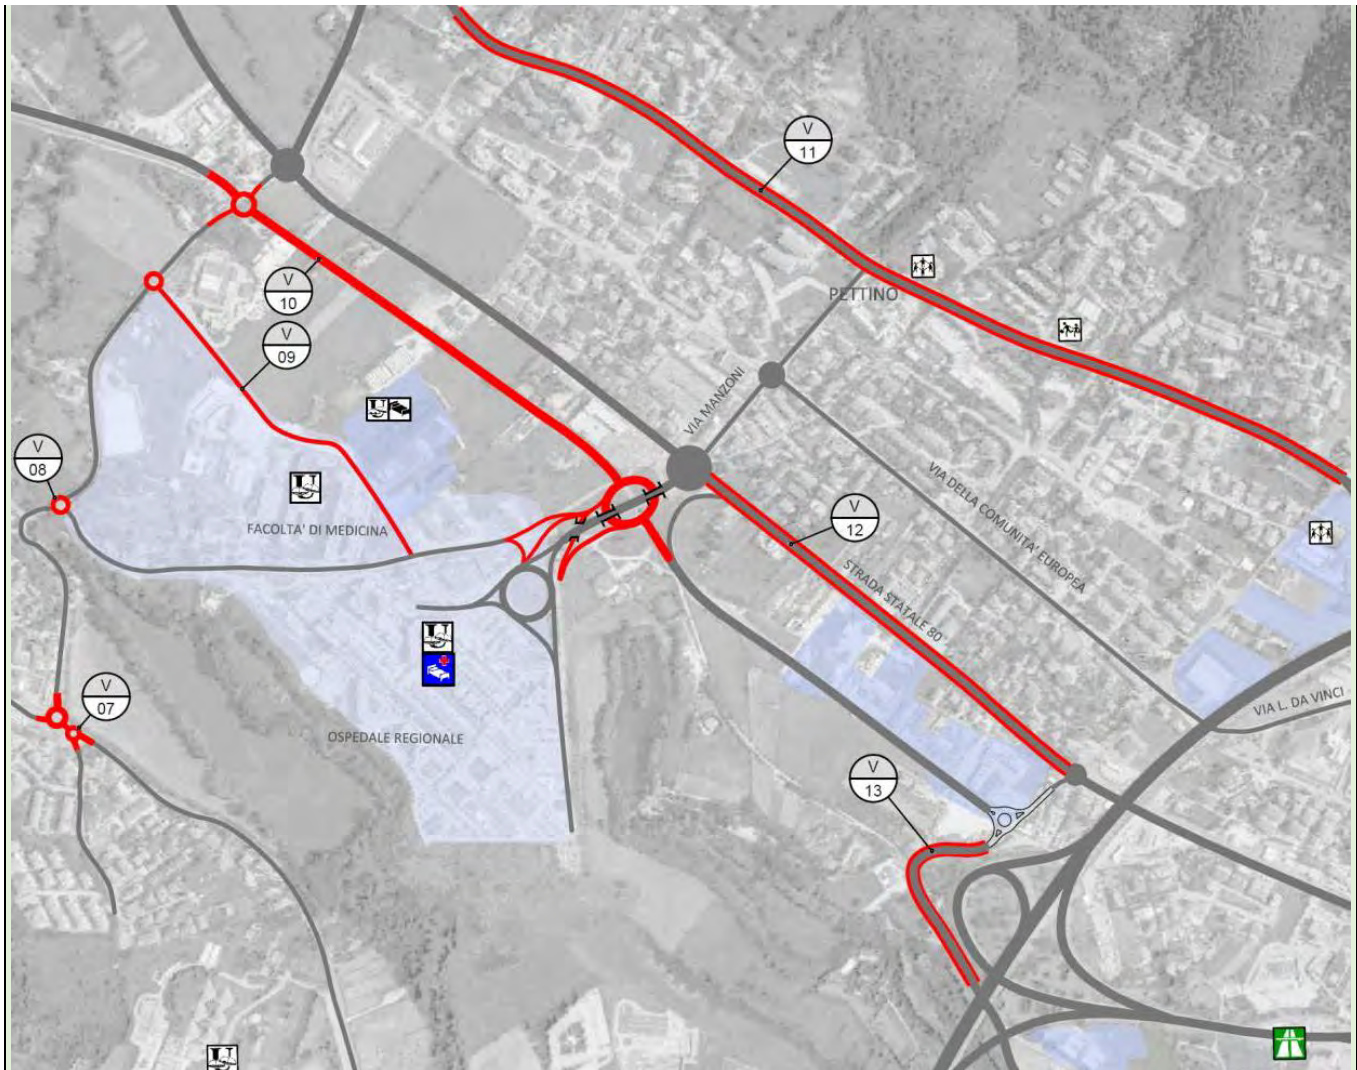 V
11
PETTINO
V
10
V
09
VIA MANZONI
V
08
FACOLTA' DI MEDICINA
VIA DELLA COMUNITA' EUROPEA
V
12
STRADA STATALE 80
V
07
OSPEDALE REGIONALE
VIA L. DA VINCI
V
13